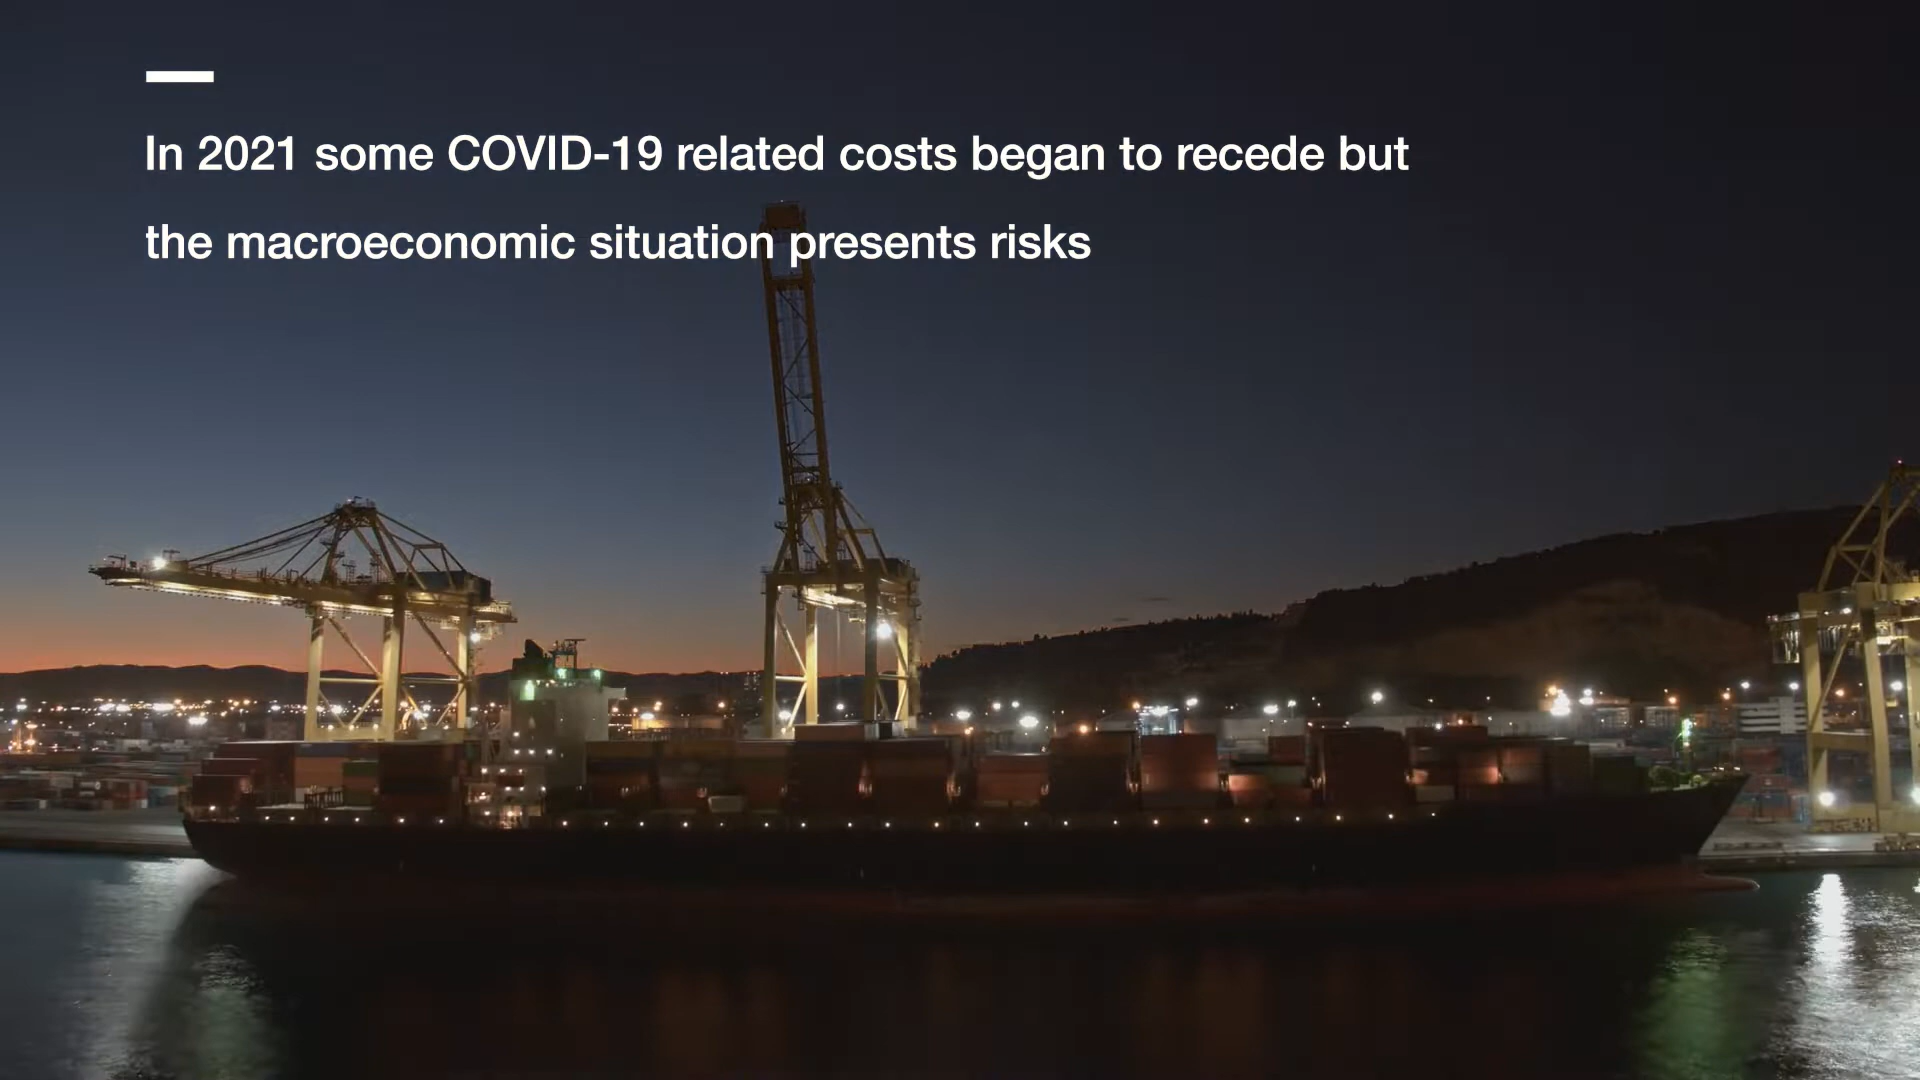 In 2021 some COVID-19 related costs began to recede but
the macroeconomic situation presents risks